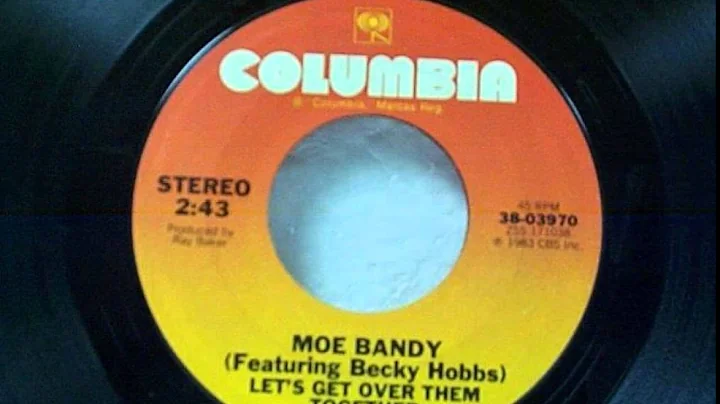 COLUMBIA
® "Columbia," Marcas Reg.
STEREO
2:43
Produced by
Ray Baker
45 RPM
38-03970
ZSS 171038
℗ 1983 CBS Inc.
MOE BANDY
(Featuring Becky Hobbs)
LET'S GET OVER THEM
TOGETHER